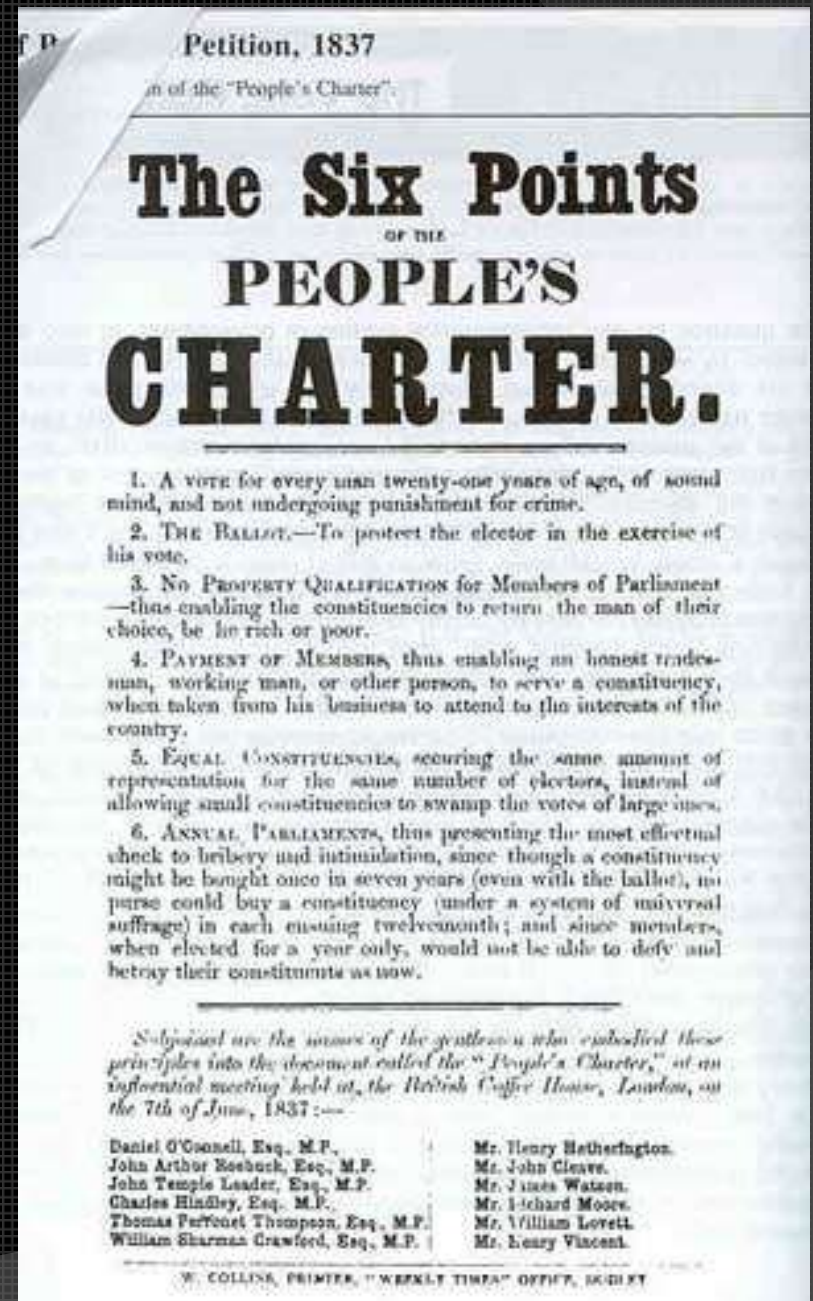 Petition, 1837
of the "People's Charter".
The Six Points
OF THE
PEOPLE'S
CHARTER.
1. A VOTE for every man twenty-one years of age, of sound
mind, and not undergoing punishment for crime.
2. THE BALLOT.—To protect the elector in the exercise of
his vote.
3. NO PROPERTY QUALIFICATION for Members of Parliament
—thus enabling the constituencies to return the man of their
choice, be he rich or poor.
4. PAYMENT OF MEMBERS, thus enabling an honest trades-
man, working man, or other person, to serve a constituency,
when taken from his business to attend to the interests of the
country.
5. EQUAL CONSTITUENCIES, securing the same amount of
representation for the same number of electors, instead of
allowing small constituencies to swamp the votes of large ones.
6. ANNUAL PARLIAMENTS, thus presenting the most effectual
check to bribery and intimidation, since though a constituency
might be bought once in seven years (even with the ballot), no
purse could buy a constituency (under a system of universal
suffrage) in each ensuing twelvemonth; and since members,
when elected for a year only, would not be able to defy and
betray their constituents as now.
Subjoined are the names of the gentlemen who embodied these
principles into the document called the "People's Charter," at an
influential meeting held at, the British Coffee House, London, on
the 7th of June, 1837:—
Daniel O'Connell, Esq., M.P.,
John Arthur Roebuck, Esq., M.P.
John Temple Leader, Esq., M.P.
Charles Hindley, Esq. M.P.,
Thomas Perronet Thompson, Esq., M.P.
William Sharman Crawford, Esq., M.P.
Mr. Henry Hetherington.
Mr. John Cleave.
Mr. James Watson.
Mr. Richard Moore.
Mr. William Lovett.
Mr. Henry Vincent.
W. COLLINS, PRINTER, "WEEKLY TIMES" OFFICE, DUDLEY